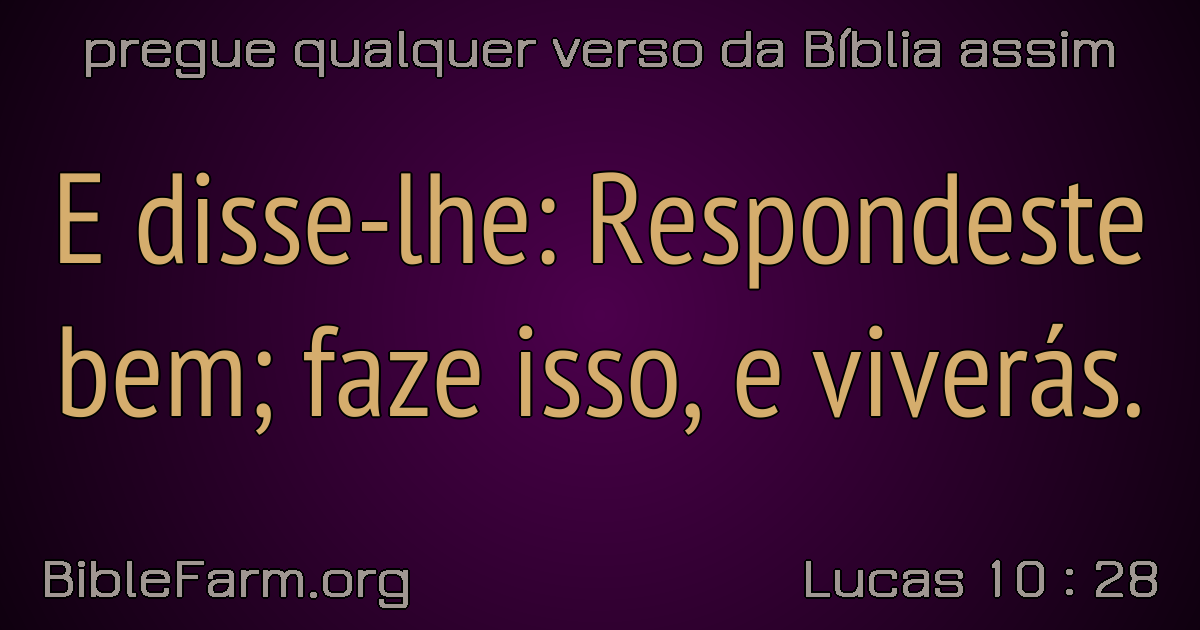 pregue qualquer verso da Bíblia assim
E disse-lhe: Respondeste
bem; faze isso, e viverás.
BibleFarm.org
Lucas 10 : 28